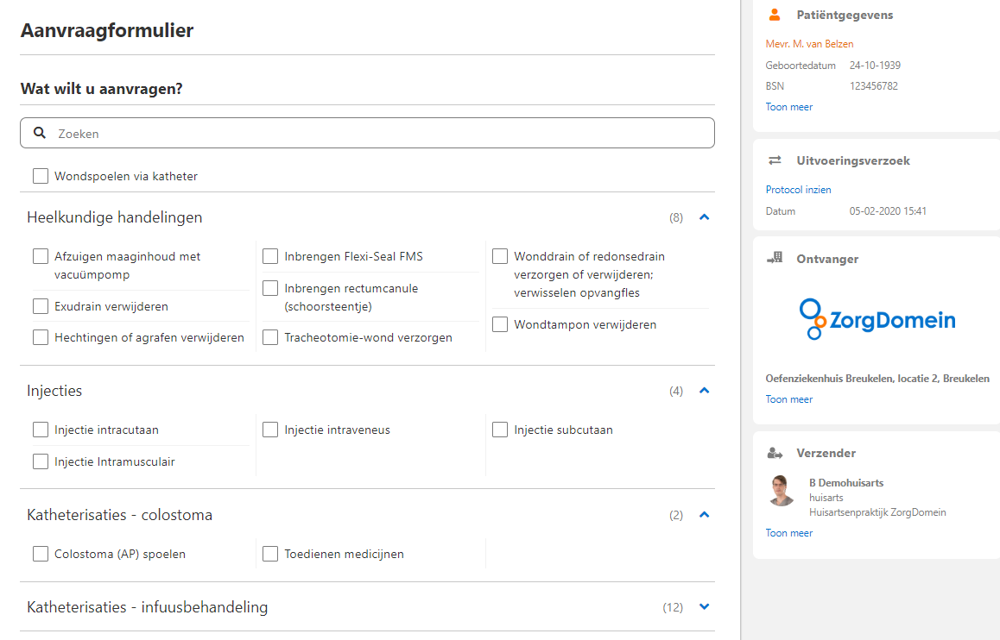 Aanvraagformulier
Wat wilt u aanvragen?
Zoeken
Wondspoelen via katheter
Heelkundige handelingen (8)
Afzuigen maaginhoud met
vacuümpomp
Exudrain verwijderen
Hechtingen of agrafen verwijderen
Inbrengen Flexi-Seal FMS
Inbrengen rectumcanule
(schoorsteentje)
Tracheotomie-wond verzorgen
Wonddrain of redonsedrain
verzorgen of verwijderen;
verwisselen opvangfles
Wondtampon verwijderen
Injecties (4)
Injectie intracutaan
Injectie Intramusculair
Injectie intraveneus
Injectie subcutaan
Katheterisaties - colostoma (2)
Colostoma (AP) spoelen
Toedienen medicijnen
Katheterisaties - infuusbehandeling (12)
Patiëntgegevens
Mevr. M. van Belzen
Geboortedatum 24-10-1939
BSN 123456782
Toon meer
Uitvoeringsverzoek
Protocol inzien
Datum 05-02-2020 15:41
Ontvanger
ZorgDomein
Oefenziekenhuis Breukelen, locatie 2, Breukelen
Toon meer
Verzender
B Demohuisarts
huisarts
Huisartsenpraktijk ZorgDomein
Toon meer